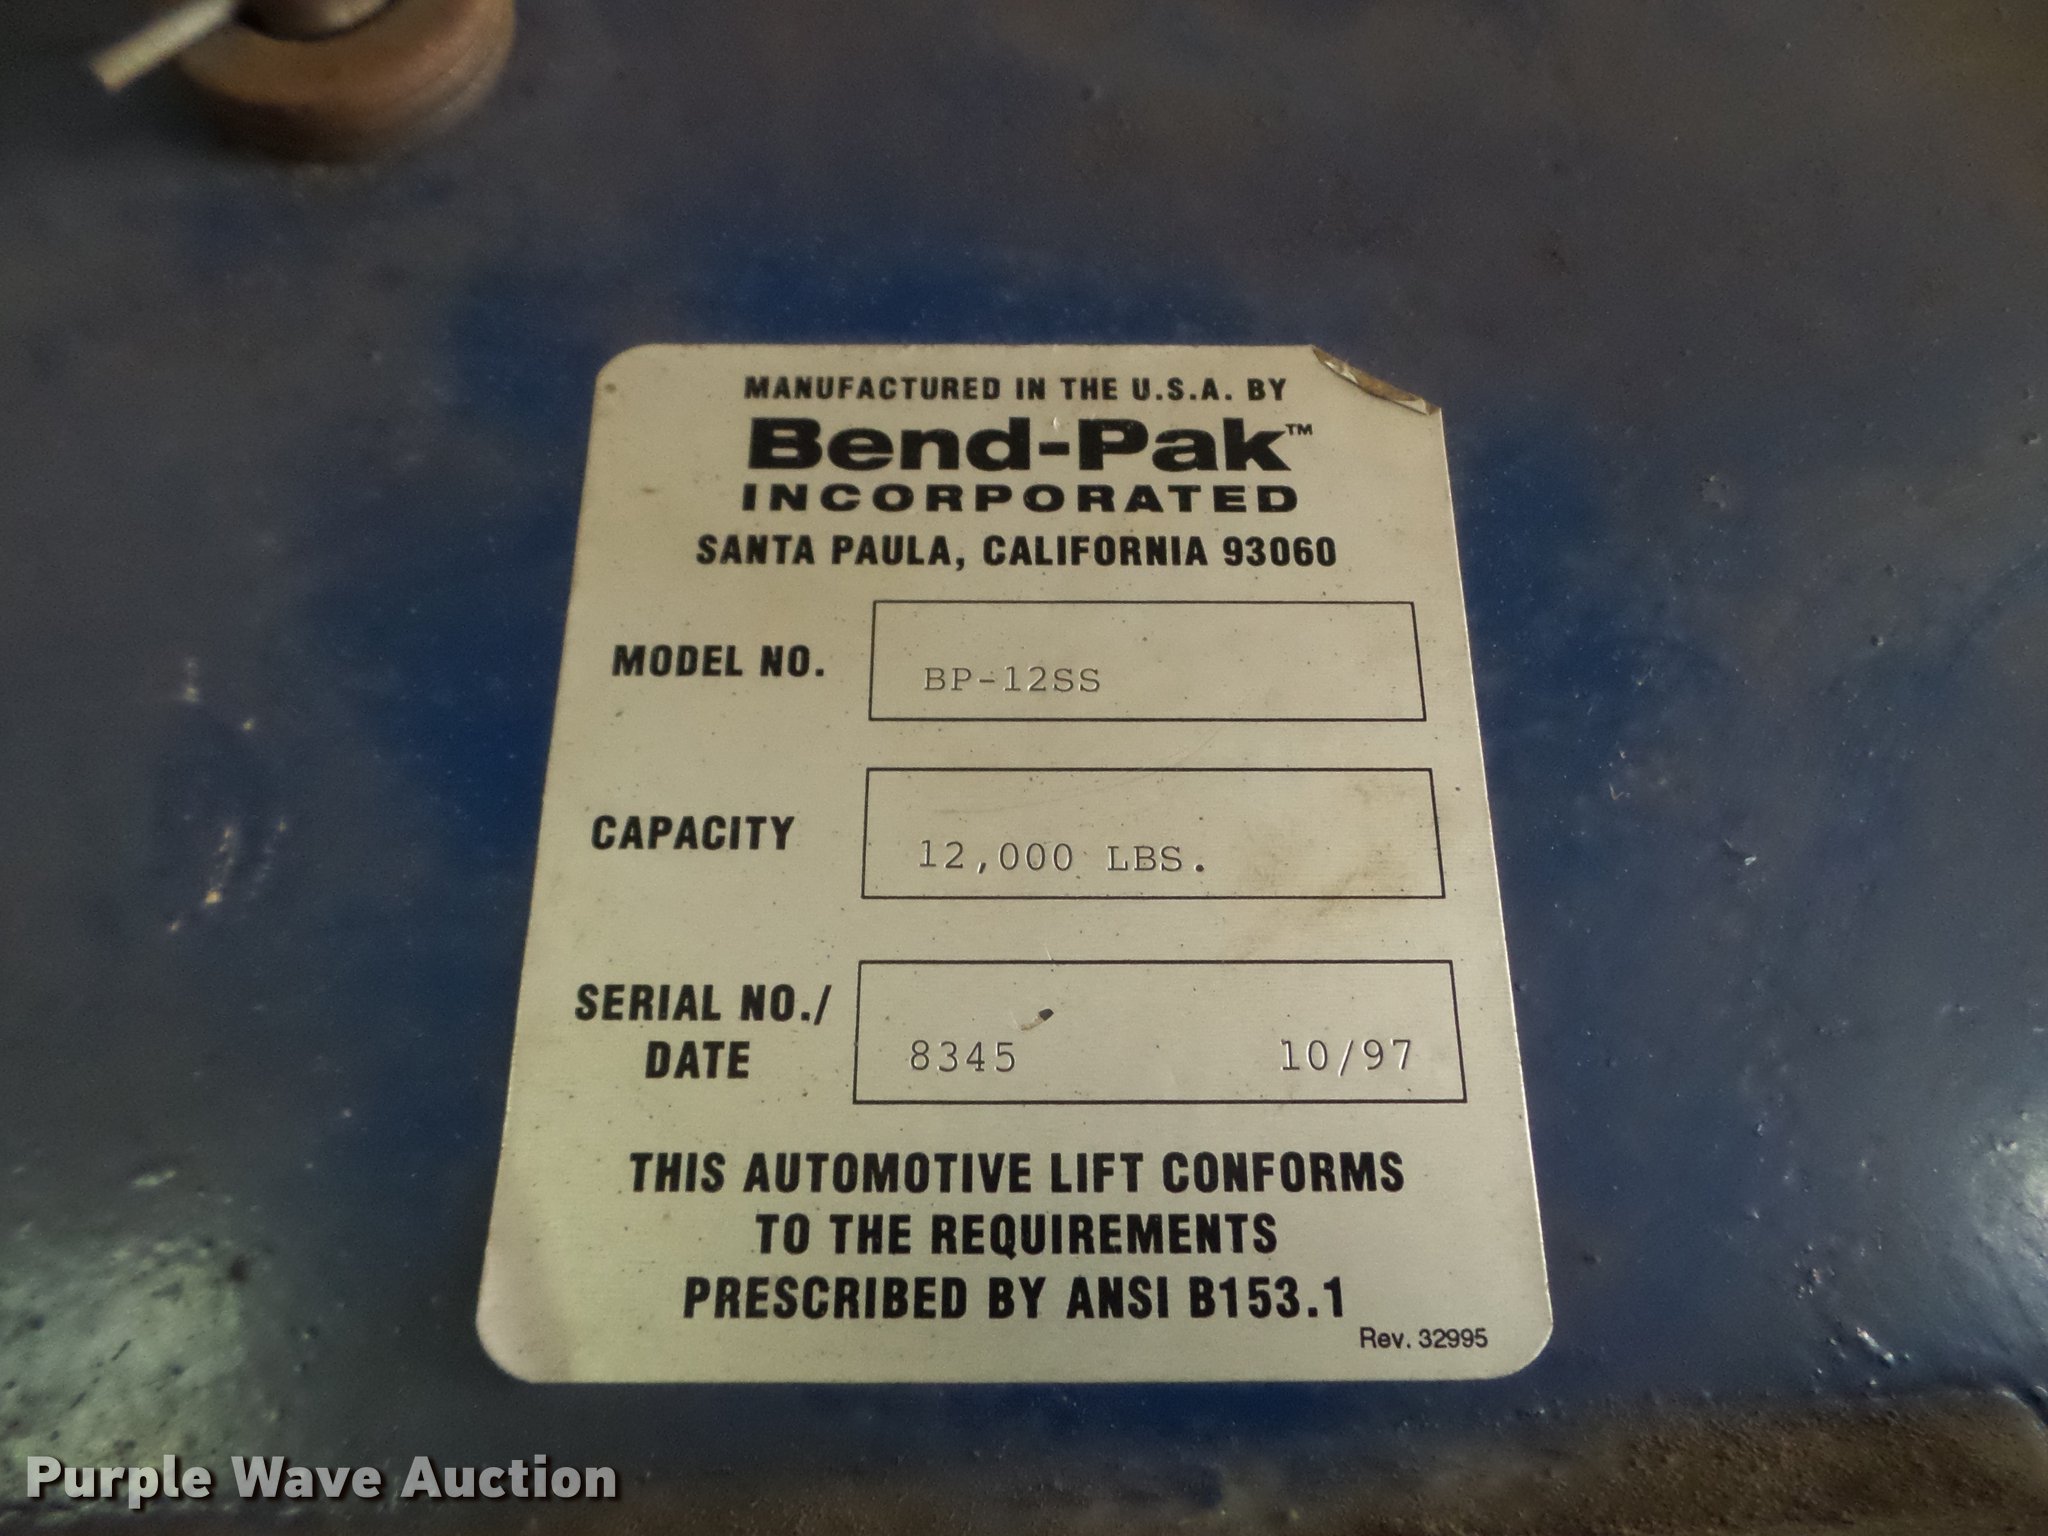 MANUFACTURED IN THE U.S.A. BY
Bend-Pak™
INCORPORATED
SANTA PAULA, CALIFORNIA 93060
MODEL NO. BP-12SS
CAPACITY 12,000 LBS.
SERIAL NO./
DATE 8345 10/97
THIS AUTOMOTIVE LIFT CONFORMS
TO THE REQUIREMENTS
PRESCRIBED BY ANSI B153.1
Rev. 32995
Purple Wave Auction